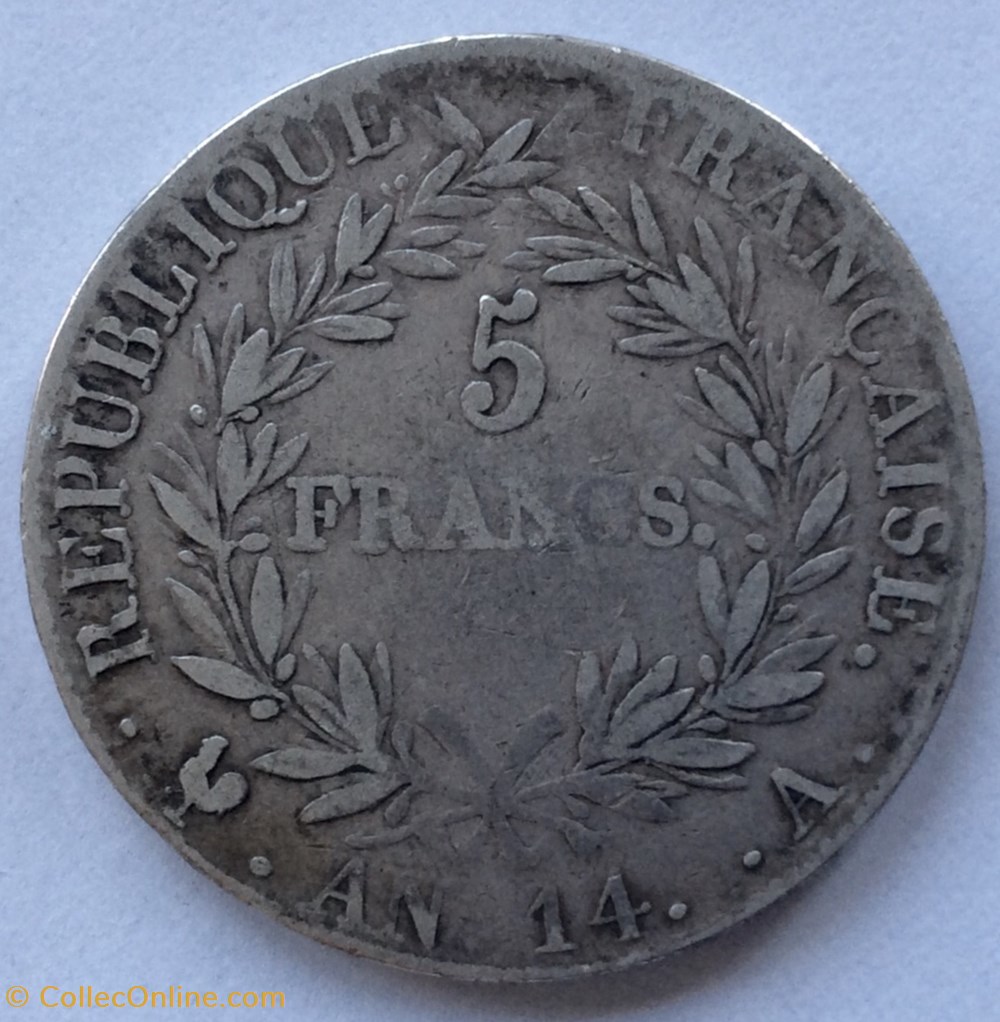 REPUBLIQUE FRANÇAISE.
5
FRANCS.
· AN 14. · A ·
© CollecOnline.com